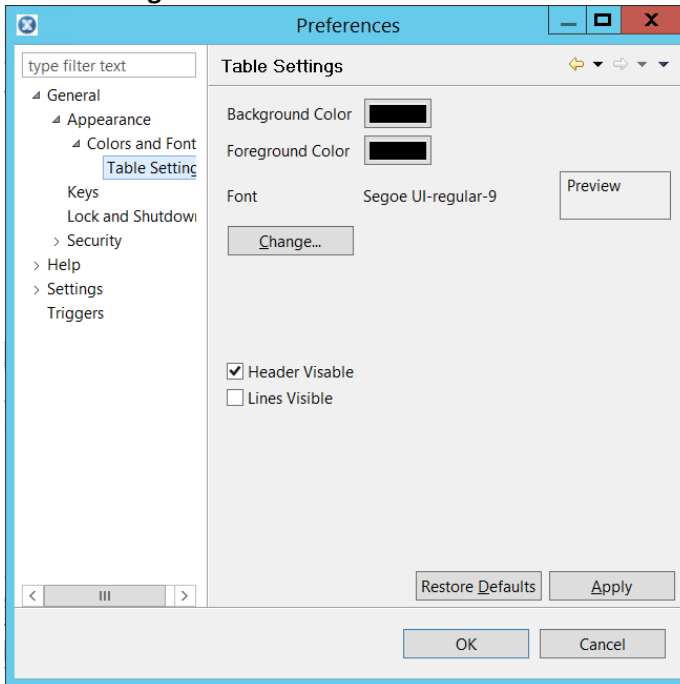 Preferences
type filter text
Table Settings
General
Appearance
Colors and Font
Table Setting
Keys
Lock and Shutdow
Security
Help
Settings
Triggers
Background Color
Foreground Color
Font Segoe UI-regular-9 Preview
Change...
Header Visable
Lines Visible
Restore Defaults Apply
OK Cancel